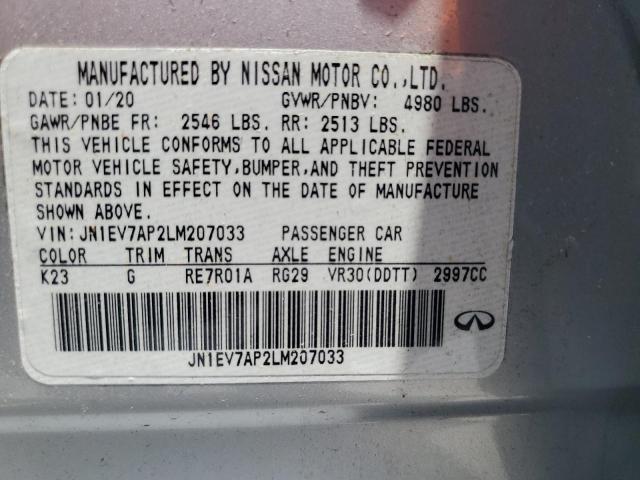 MANUFACTURED BY NISSAN MOTOR CO.,LTD.
DATE: 01/20 GVWR/PNBV: 4980 LBS.
GAWR/PNBE FR: 2546 LBS. RR: 2513 LBS.
THIS VEHICLE CONFORMS TO ALL APPLICABLE FEDERAL
MOTOR VEHICLE SAFETY,BUMPER,AND THEFT PREVENTION
STANDARDS IN EFFECT ON THE DATE OF MANUFACTURE
SHOWN ABOVE.
VIN: JN1EV7AP2LM207033 PASSENGER CAR
COLOR TRIM TRANS AXLE ENGINE
K23 G RE7R01A RG29 VR30(DDTT) 2997CC
JN1EV7AP2LM207033